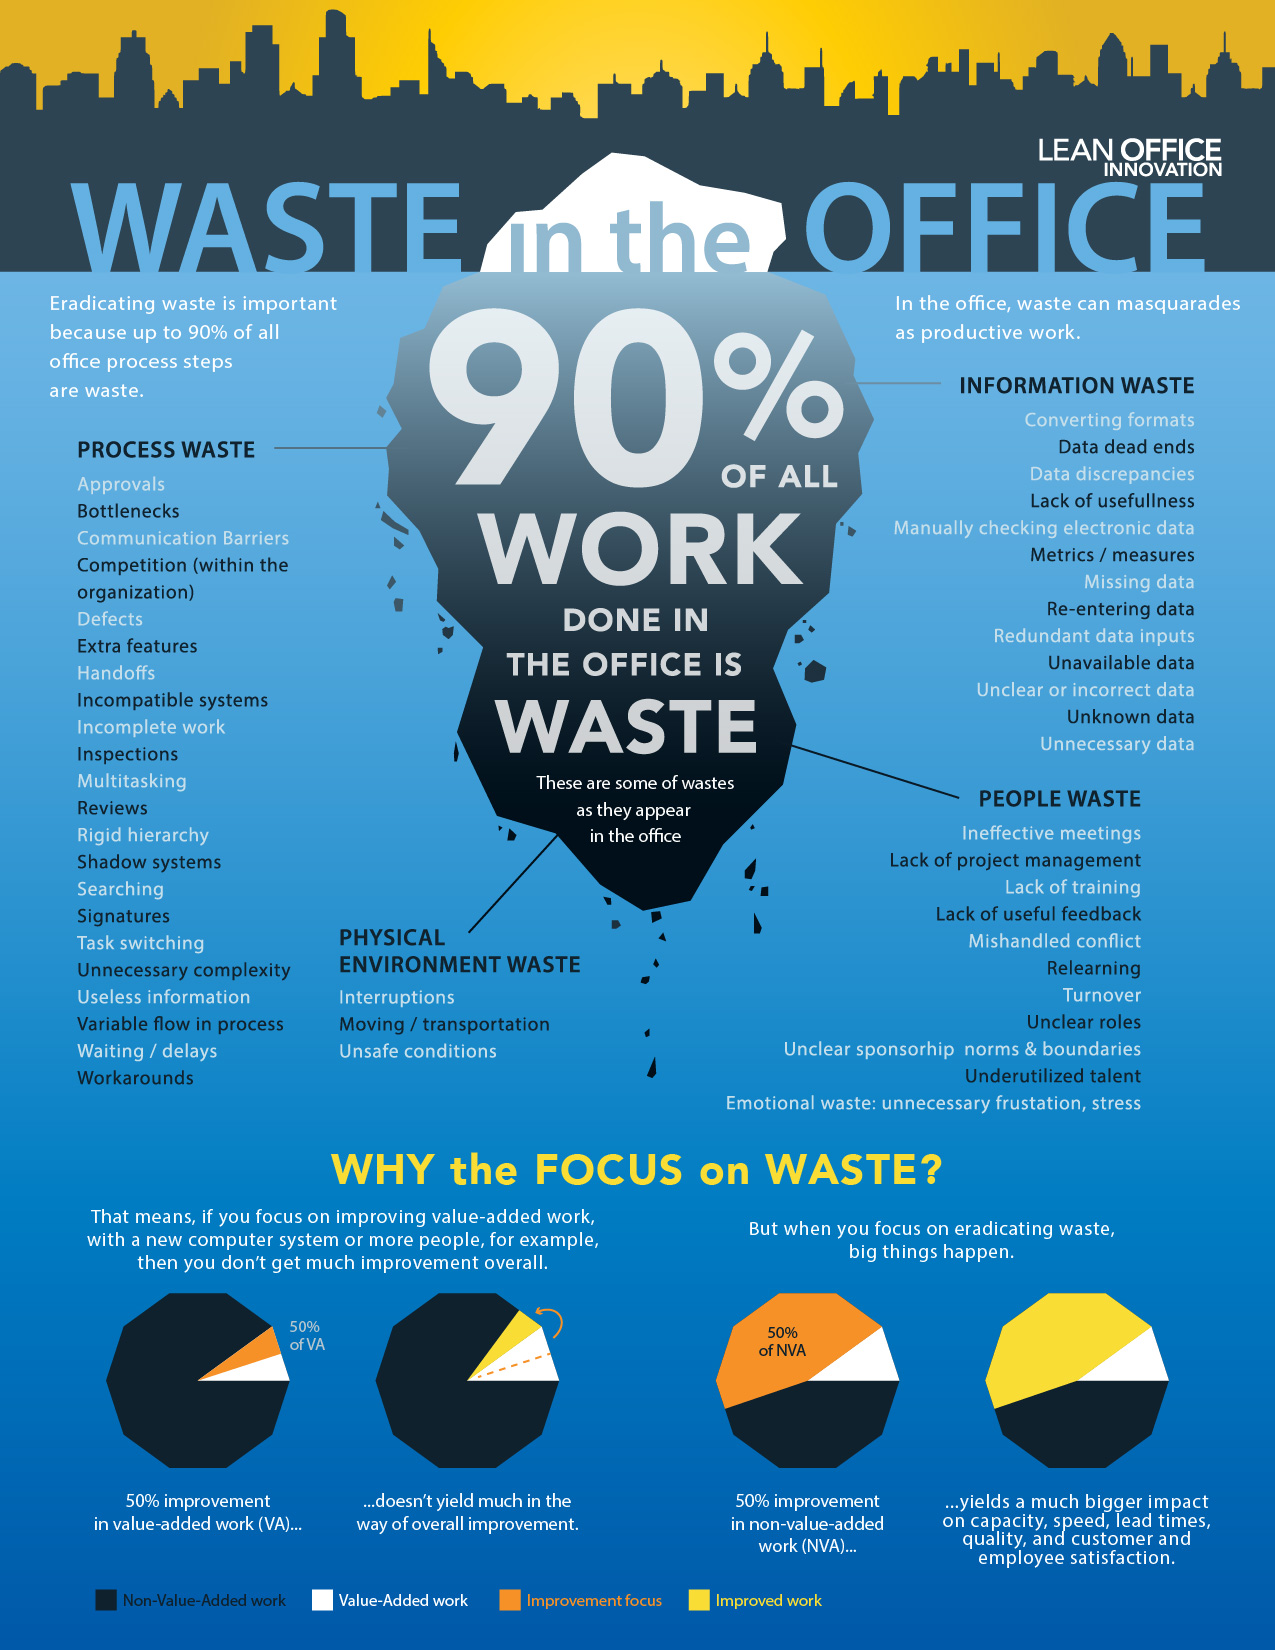 LEAN OFFICE
INNOVATION
WASTE in the OFFICE
Eradicating waste is important
because up to 90% of all
office process steps
are waste.
In the office, waste can masquarades
as productive work.
90%
OF ALL
WORK
DONE IN
THE OFFICE IS
WASTE
These are some of wastes
as they appear
in the office
PROCESS WASTE
Approvals
Bottlenecks
Communication Barriers
Competition (within the
organization)
Defects
Extra features
Handoffs
Incompatible systems
Incomplete work
Inspections
Multitasking
Reviews
Rigid hierarchy
Shadow systems
Searching
Signatures
Task switching
Unnecessary complexity
Useless information
Variable flow in process
Waiting / delays
Workarounds
PHYSICAL
ENVIRONMENT WASTE
Interruptions
Moving / transportation
Unsafe conditions
INFORMATION WASTE
Converting formats
Data dead ends
Data discrepancies
Lack of usefullness
Manually checking electronic data
Metrics / measures
Missing data
Re-entering data
Redundant data inputs
Unavailable data
Unclear or incorrect data
Unknown data
Unnecessary data
PEOPLE WASTE
Ineffective meetings
Lack of project management
Lack of training
Lack of useful feedback
Mishandled conflict
Relearning
Turnover
Unclear roles
Unclear sponsorhip norms & boundaries
Underutilized talent
Emotional waste: unnecessary frustation, stress
WHY the FOCUS on WASTE?
That means, if you focus on improving value-added work,
with a new computer system or more people, for example,
then you don't get much improvement overall.
But when you focus on eradicating waste,
big things happen.
50%
of VA
50%
of NVA
50% improvement
in value-added work (VA)...
...doesn't yield much in the
way of overall improvement.
50% improvement
in non-value-added
work (NVA)...
...yields a much bigger impact
on capacity, speed, lead times,
quality, and customer and
employee satisfaction.
Non-Value-Added work
Value-Added work
Improvement focus
Improved work